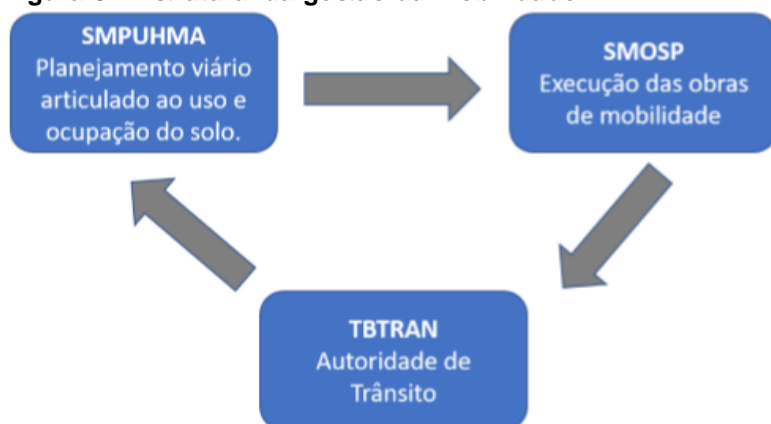 SMPUHMA
Planejamento viário
articulado ao uso e
ocupação do solo.
SMOSP
Execução das obras
de mobilidade
TBTRAN
Autoridade de
Trânsito